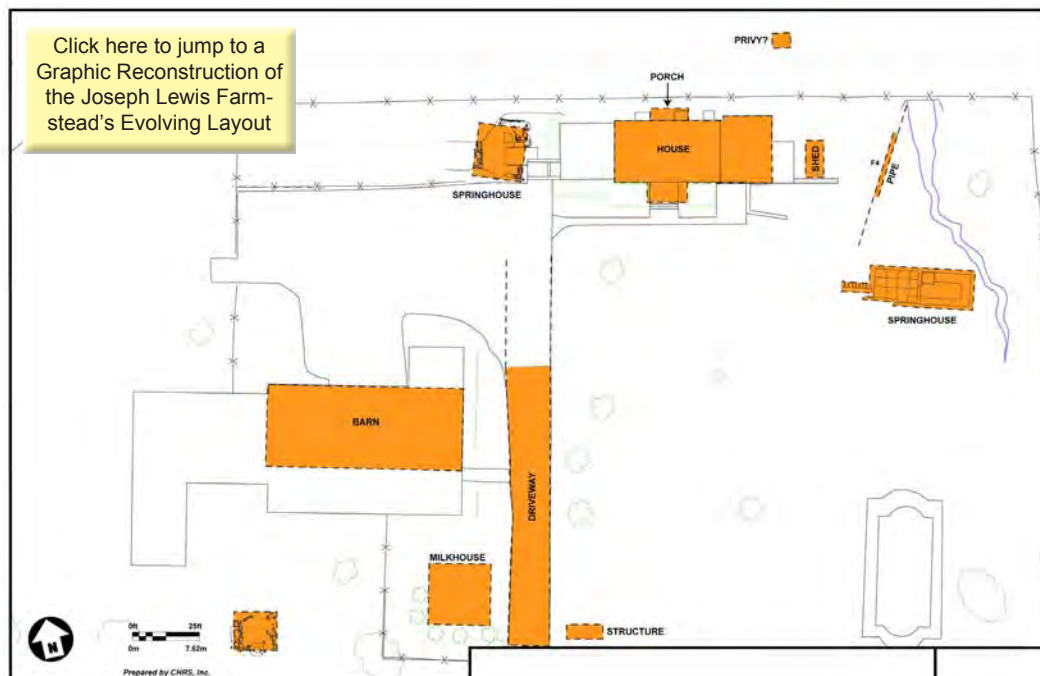 Click here to jump to a
Graphic Reconstruction of
the Joseph Lewis Farm-
stead's Evolving Layout
PRIVY?
PORCH
HOUSE
SHED
F4
PIPE
SPRINGHOUSE
SPRINGHOUSE
BARN
DRIVEWAY
MILKHOUSE
STRUCTURE
N
0ft 25ft
0m 7.62m
Prepared by CHRS, Inc.